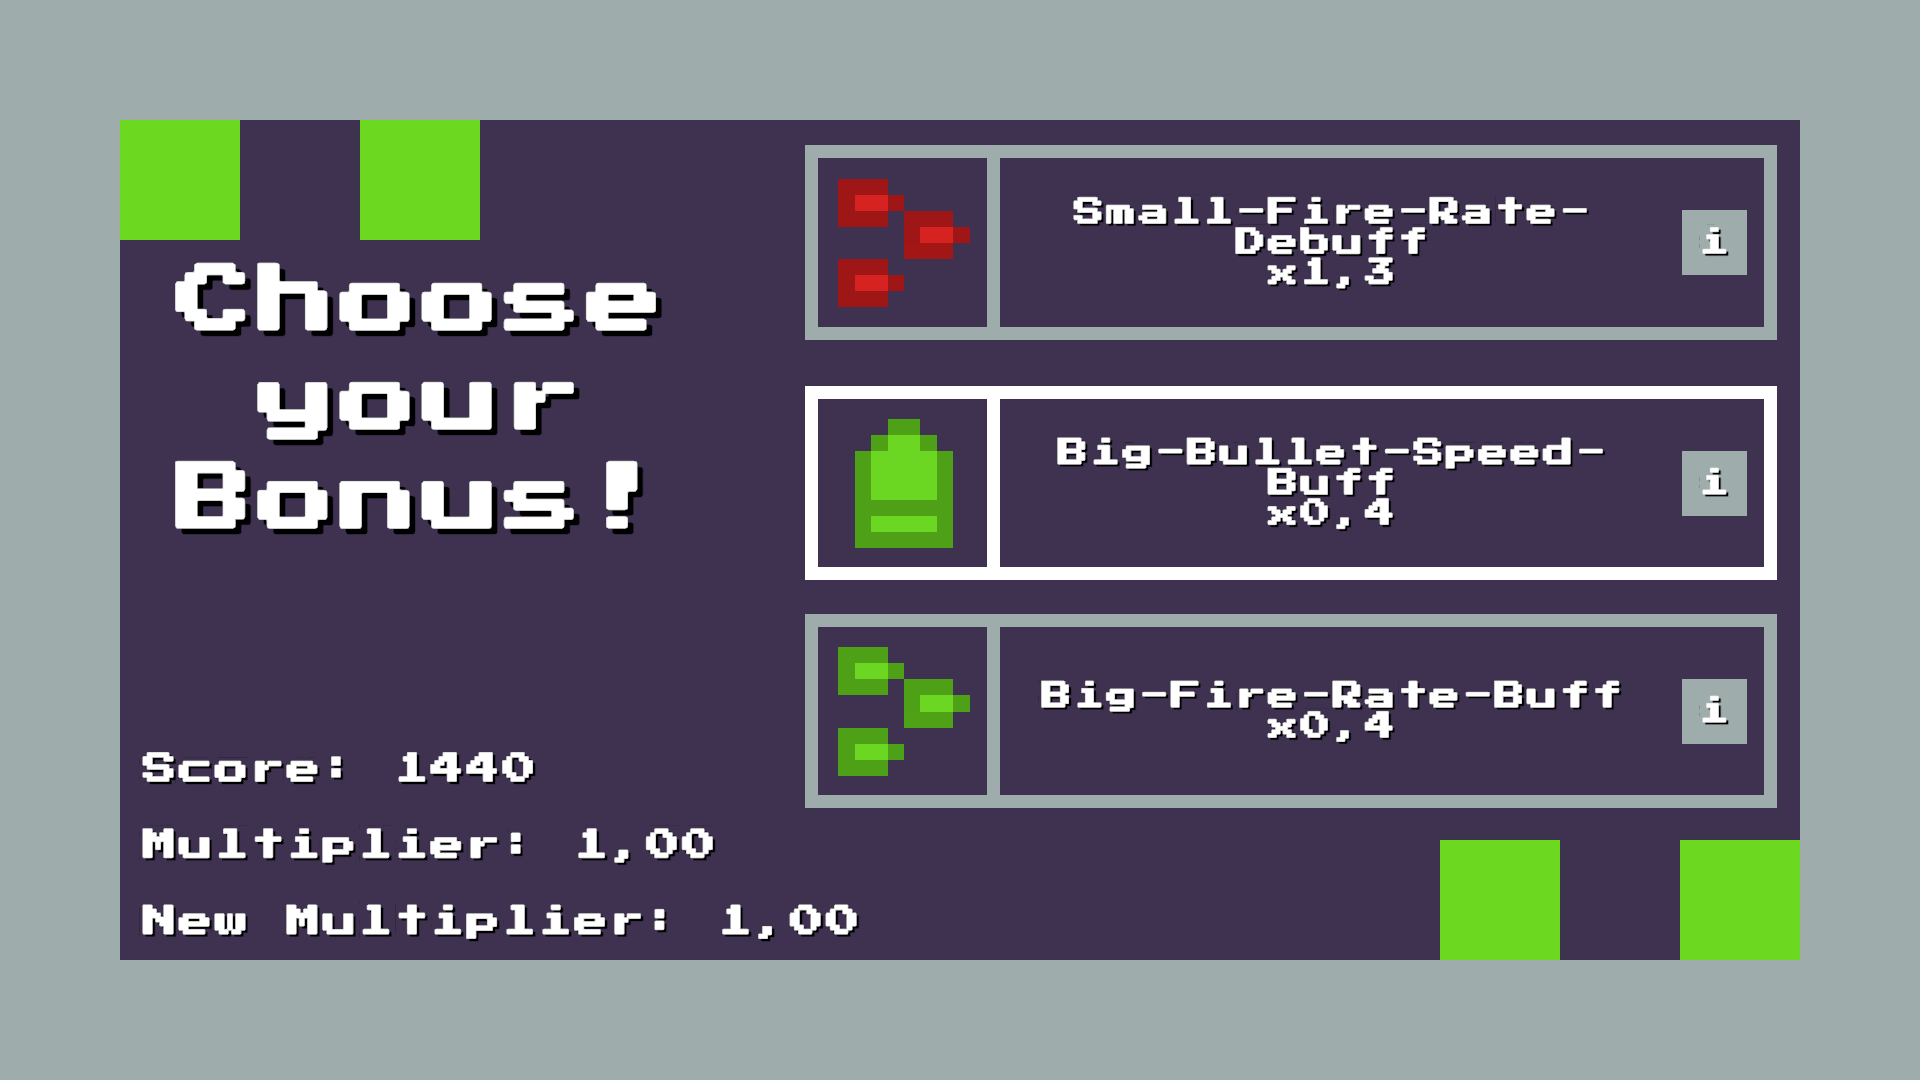 Choose
your
Bonus!
Score: 1440
Multiplier: 1,00
New Multiplier: 1,00
Small-Fire-Rate-
Debuff
x1,3
i
Big-Bullet-Speed-
Buff
x0,4
i
Big-Fire-Rate-Buff
x0,4
i